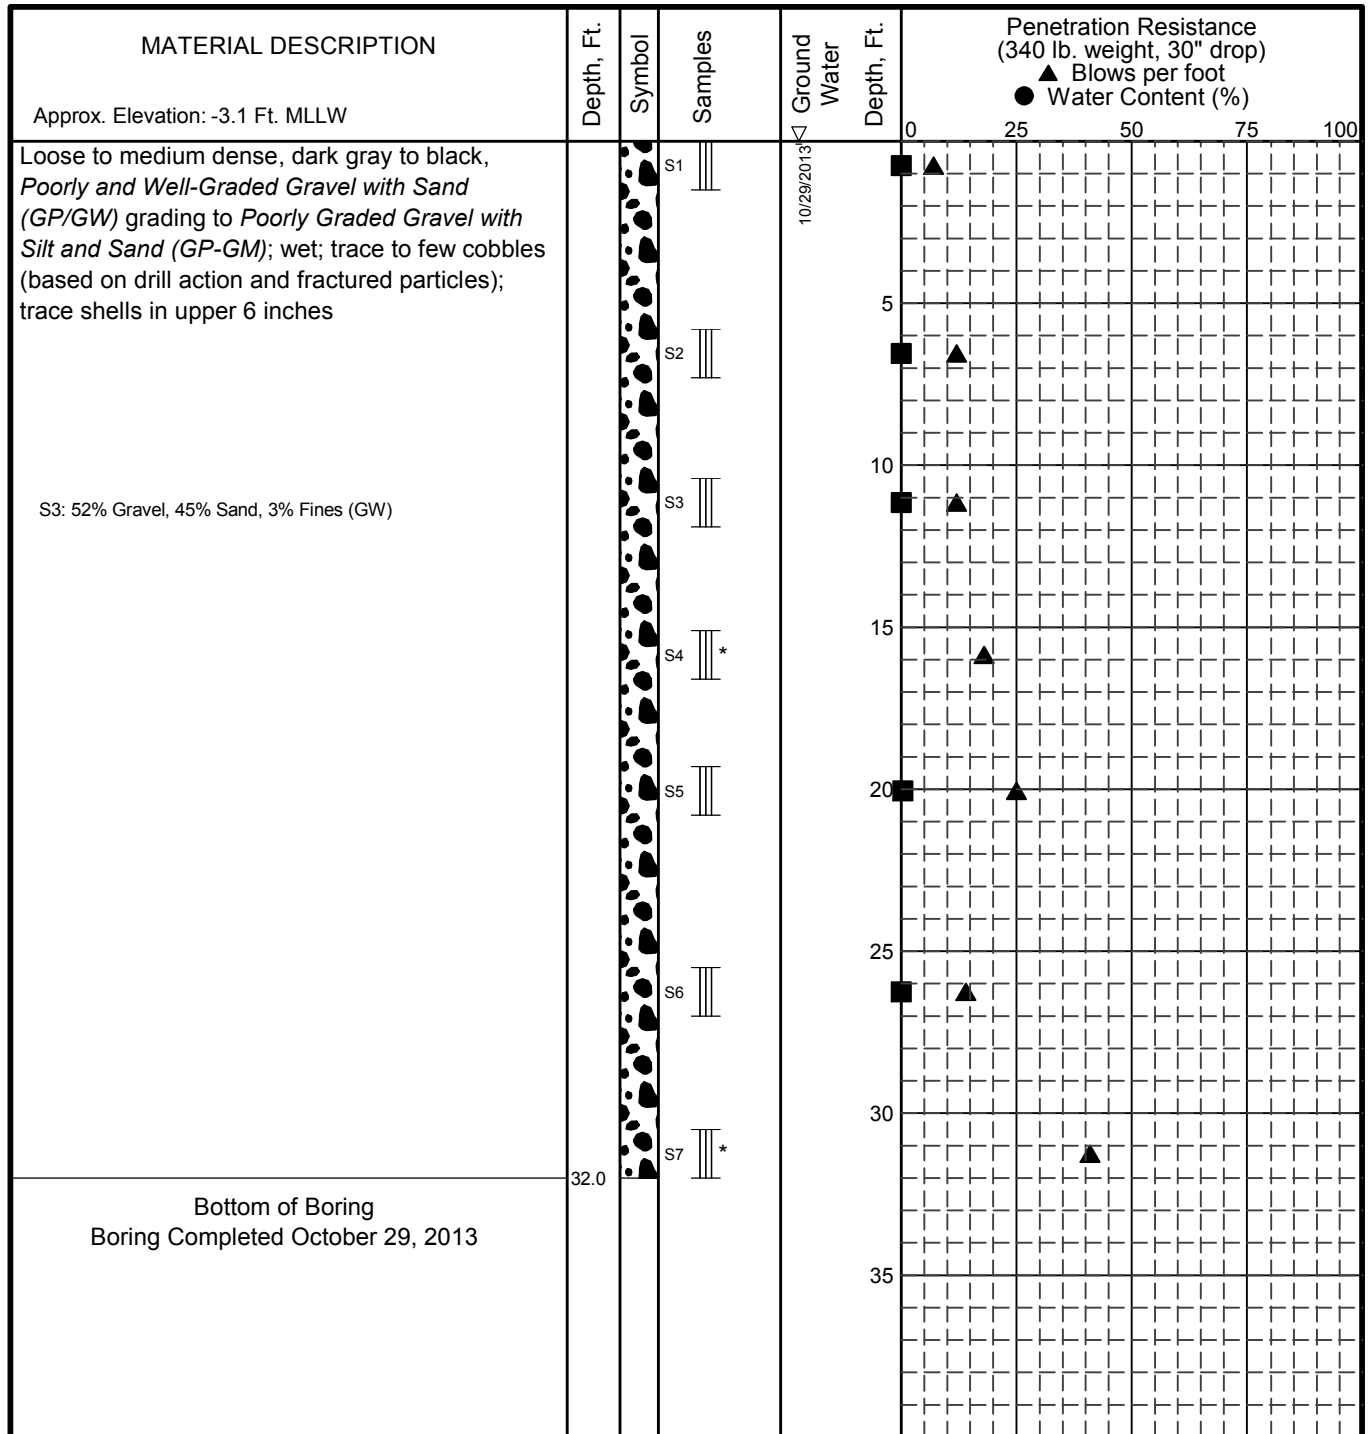 MATERIAL DESCRIPTION
Approx. Elevation: -3.1 Ft. MLLW
Depth, Ft.
Symbol
Samples
Ground
Water
Depth, Ft.
Penetration Resistance
(340 lb. weight, 30" drop)
▲ Blows per foot
● Water Content (%)
0 25 50 75 100
Loose to medium dense, dark gray to black,
Poorly and Well-Graded Gravel with Sand
(GP/GW) grading to Poorly Graded Gravel with
Silt and Sand (GP-GM); wet; trace to few cobbles
(based on drill action and fractured particles);
trace shells in upper 6 inches
S1
10/29/2013
5
S2
10
S3: 52% Gravel, 45% Sand, 3% Fines (GW)
S3
15
S4 *
S5
20
25
S6
30
S7 *
32.0
Bottom of Boring
Boring Completed October 29, 2013
35